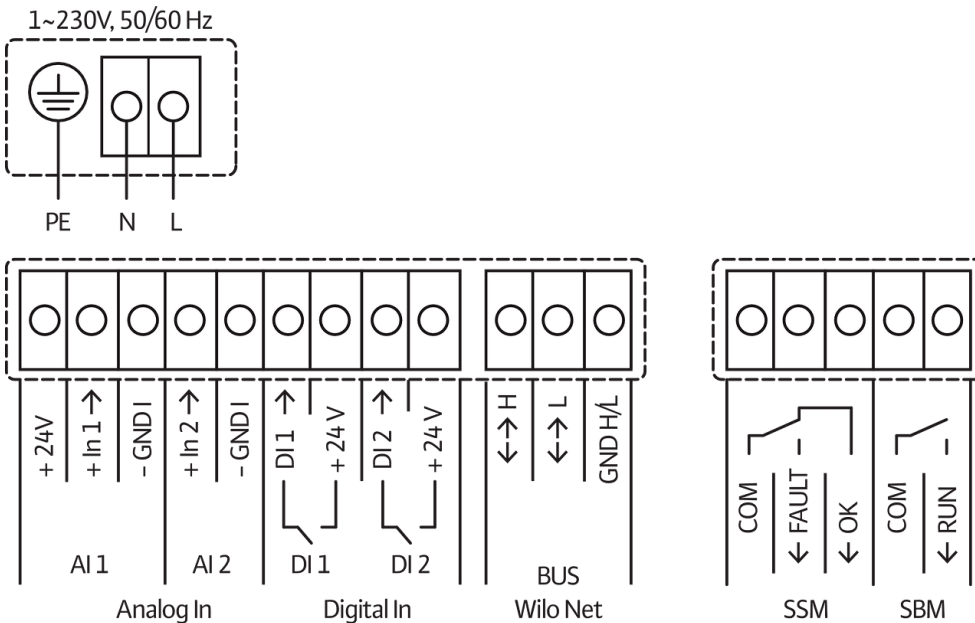 1~230V, 50/60 Hz
PE N L
+ 24V
+ In 1 →
- GND I
+ In 2 →
- GND I
DI 1 →
+ 24 V
DI 2 →
+ 24 V
H
L
GND H/L
COM
← FAULT
← OK
COM
← RUN
AI 1 AI 2 DI 1 DI 2 BUS
Analog In Digital In Wilo Net SSM SBM